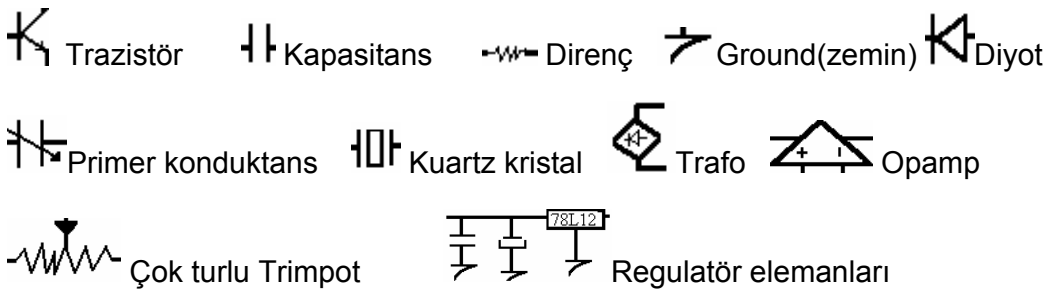 Trazistör Kapasitans Direnç Ground(zemin) Diyot
Primer konduktans Kuartz kristal Trafo + Opamp
78L12
Çok turlu Trimpot Regulatör elemanları